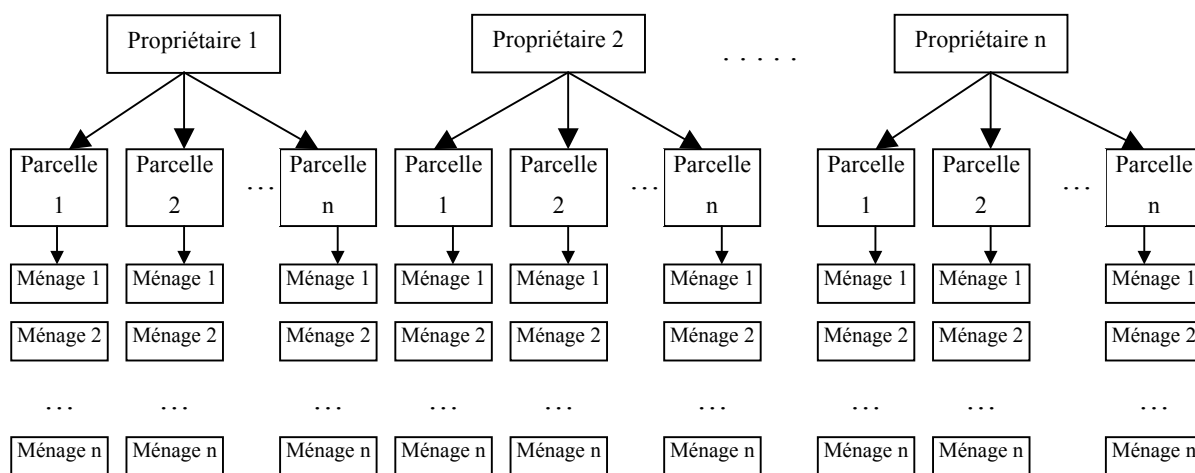 Propriétaire 1 Propriétaire 2 ..... Propriétaire n
Parcelle Parcelle Parcelle Parcelle Parcelle Parcelle Parcelle Parcelle Parcelle
... ... ...
1 2 n 1 2 n 1 2 n
Ménage 1 Ménage 1 Ménage 1 Ménage 1 Ménage 1 Ménage 1 Ménage 1 Ménage 1 Ménage 1
Ménage 2 Ménage 2 Ménage 2 Ménage 2 Ménage 2 Ménage 2 Ménage 2 Ménage 2 Ménage 2
... ... ... ... ... ... ... ... ...
Ménage n Ménage n Ménage n Ménage n Ménage n Ménage n Ménage n Ménage n Ménage n